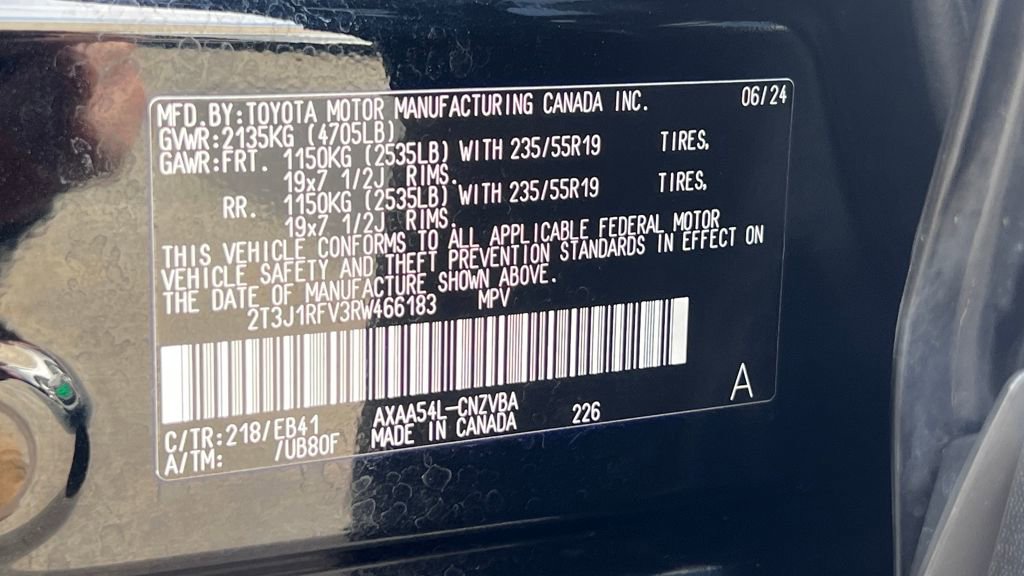 MFD.BY:TOYOTA MOTOR MANUFACTURING CANADA INC. 06/24
GVWR:2135KG (4705LB)
GAWR:FRT. 1150KG (2535LB) WITH 235/55R19 TIRES,
19x7 1/2J RIMS.
RR. 1150KG (2535LB) WITH 235/55R19 TIRES,
19x7 1/2J RIMS.
THIS VEHICLE CONFORMS TO ALL APPLICABLE FEDERAL MOTOR
VEHICLE SAFETY AND THEFT PREVENTION STANDARDS IN EFFECT ON
THE DATE OF MANUFACTURE SHOWN ABOVE.
2T3J1RFV3RW466183 MPV
A
C/TR:218/EB41 AXAA54L-CNZVBA 226
A/TM: /UB80F MADE IN CANADA